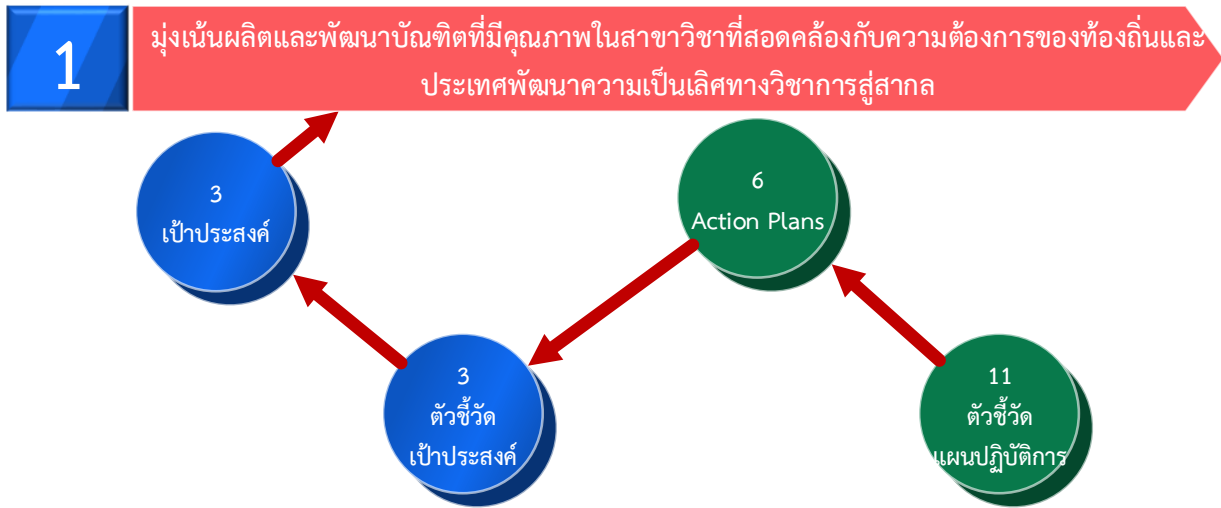 1
มุ่งเน้นผลิตและพัฒนาบัณฑิตที่มีคุณภาพในสาขาวิชาที่สอดคล้องกับความต้องการของท้องถิ่นและ
ประเทศพัฒนาความเป็นเลิศทางวิชาการสู่สากล
3
เป้าประสงค์
6
Action Plans
3
ตัวชี้วัด
เป้าประสงค์
11
ตัวชี้วัด
แผนปฏิบัติการ